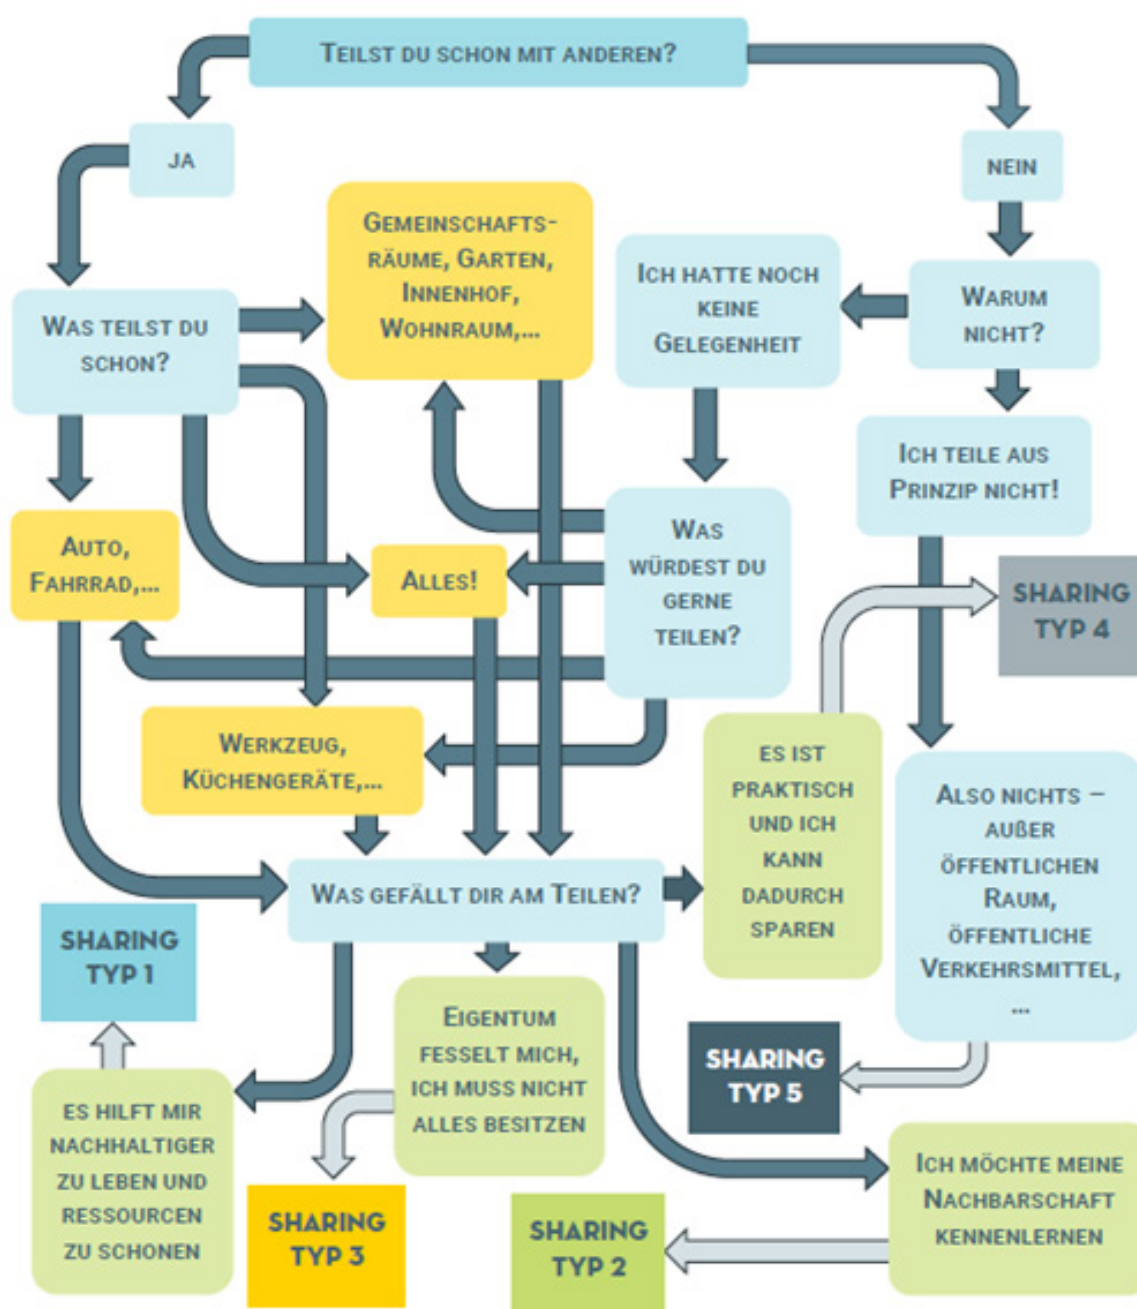 Teilst du schon mit anderen?
ja
nein
Gemeinschafts-
räume, Garten,
Innenhof,
Wohnraum,...
Ich hatte noch
keine
Gelegenheit
Warum
nicht?
Was teilst du
schon?
Ich teile aus
Prinzip nicht!
Was
würdest du
gerne
teilen?
Auto,
Fahrrad,...
Alles!
SHARING
TYP 4
Werkzeug,
Küchengeräte,...
es ist
praktisch
und ich
kann
dadurch
sparen
Also nichts –
außer
öffentlichen
Raum,
öffentliche
Verkehrsmittel,
...
Was gefällt dir am Teilen?
SHARING
TYP 1
Eigentum
fesselt mich,
ich muss nicht
alles besitzen
SHARING
TYP 5
es hilft mir
nachhaltiger
zu leben und
ressourcen
zu schonen
Ich möchte meine
Nachbarschaft
kennenlernen
SHARING
TYP 3
SHARING
TYP 2